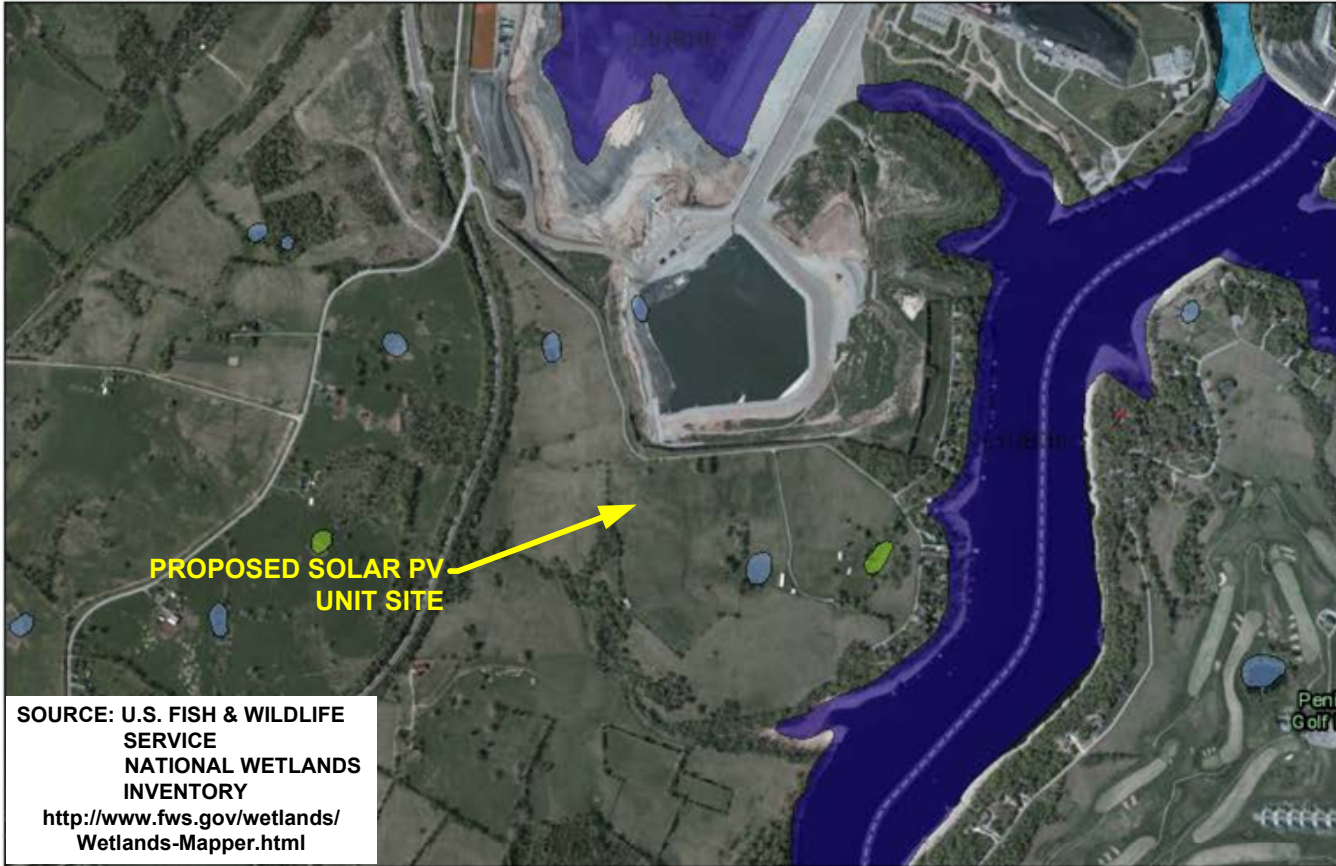 PROPOSED SOLAR PV
UNIT SITE
SOURCE: U.S. FISH & WILDLIFE
SERVICE
NATIONAL WETLANDS
INVENTORY
http://www.fws.gov/wetlands/
Wetlands-Mapper.html
Golf